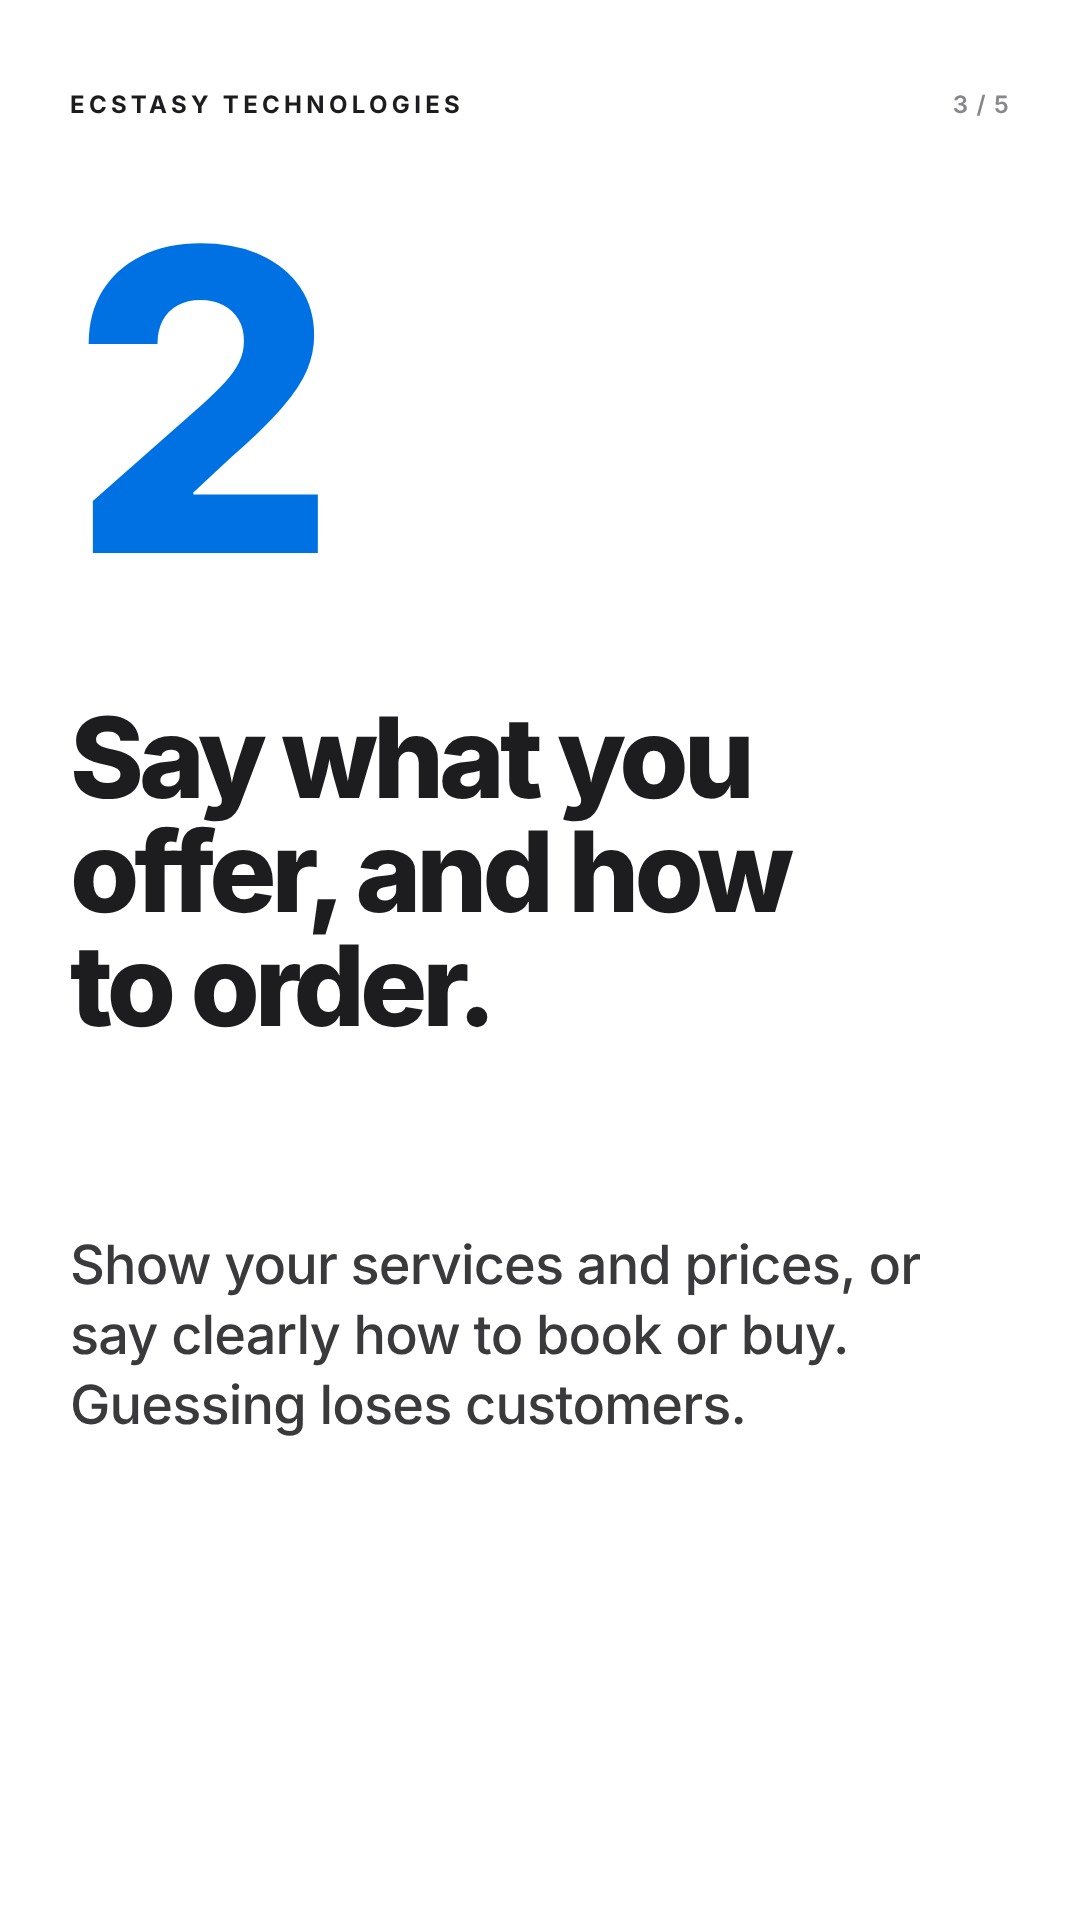 ECSTASY TECHNOLOGIES
3 / 5
2
Say what you
offer, and how
to order.
Show your services and prices, or
say clearly how to book or buy.
Guessing loses customers.